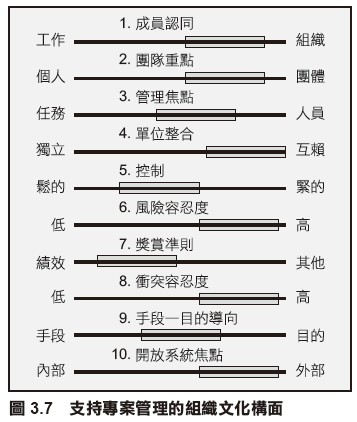 1. 成員認同
工作 組織
2. 團隊重點
個人 團體
3. 管理焦點
任務 人員
4. 單位整合
獨立 互賴
5. 控制
鬆的 緊的
6. 風險容忍度
低 高
7. 獎賞準則
績效 其他
8. 衝突容忍度
低 高
9. 手段—目的導向
手段 目的
10. 開放系統焦點
內部 外部
圖 3.7 支持專案管理的組織文化構面